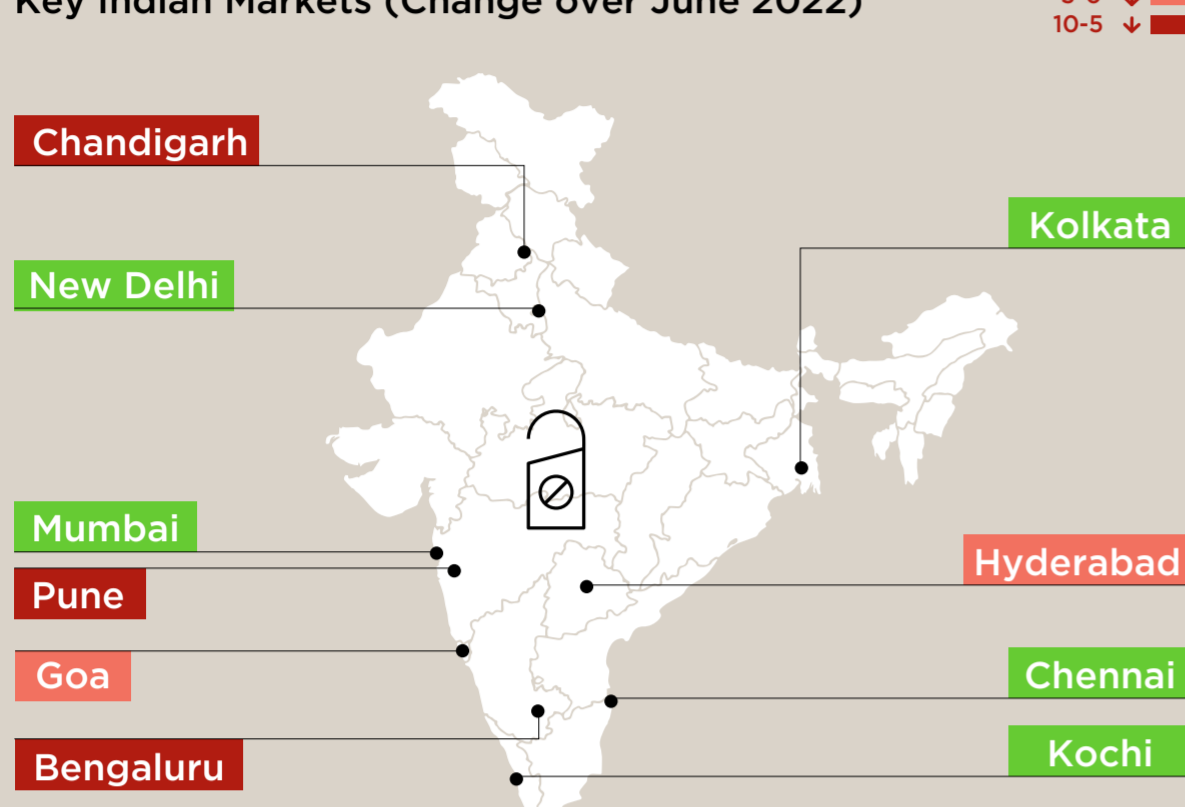 Key Indian Markets (Change over June 2022)
10-5
Chandigarh
Kolkata
New Delhi
Mumbai
Hyderabad
Pune
Goa
Chennai
Bengaluru
Kochi